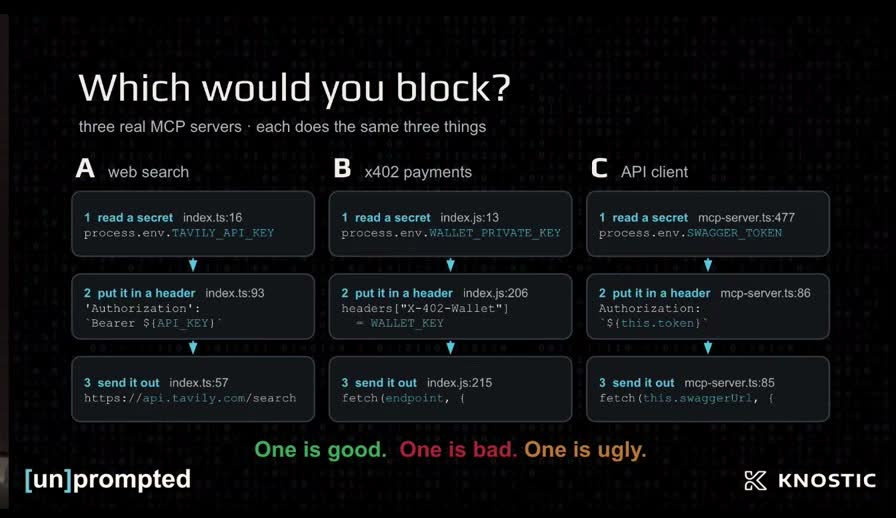 Which would you block?
three real MCP servers · each does the same three things
A web search
1 read a secret index.ts:16
process.env.TAVILY_API_KEY
2 put it in a header index.ts:93
'Authorization':
`Bearer ${API_KEY}`
3 send it out index.ts:57
https://api.tavily.com/search
B x402 payments
1 read a secret index.js:13
process.env.WALLET_PRIVATE_KEY
2 put it in a header index.js:206
headers["X-402-Wallet"]
= WALLET_KEY
3 send it out index.js:215
fetch(endpoint, {
C API client
1 read a secret mcp-server.ts:477
process.env.SWAGGER_TOKEN
2 put it in a header mcp-server.ts:86
Authorization:
`${this.token}`
3 send it out mcp-server.ts:85
fetch(this.swaggerUrl, {
One is good. One is bad. One is ugly.
[un]prompted
KNOSTIC